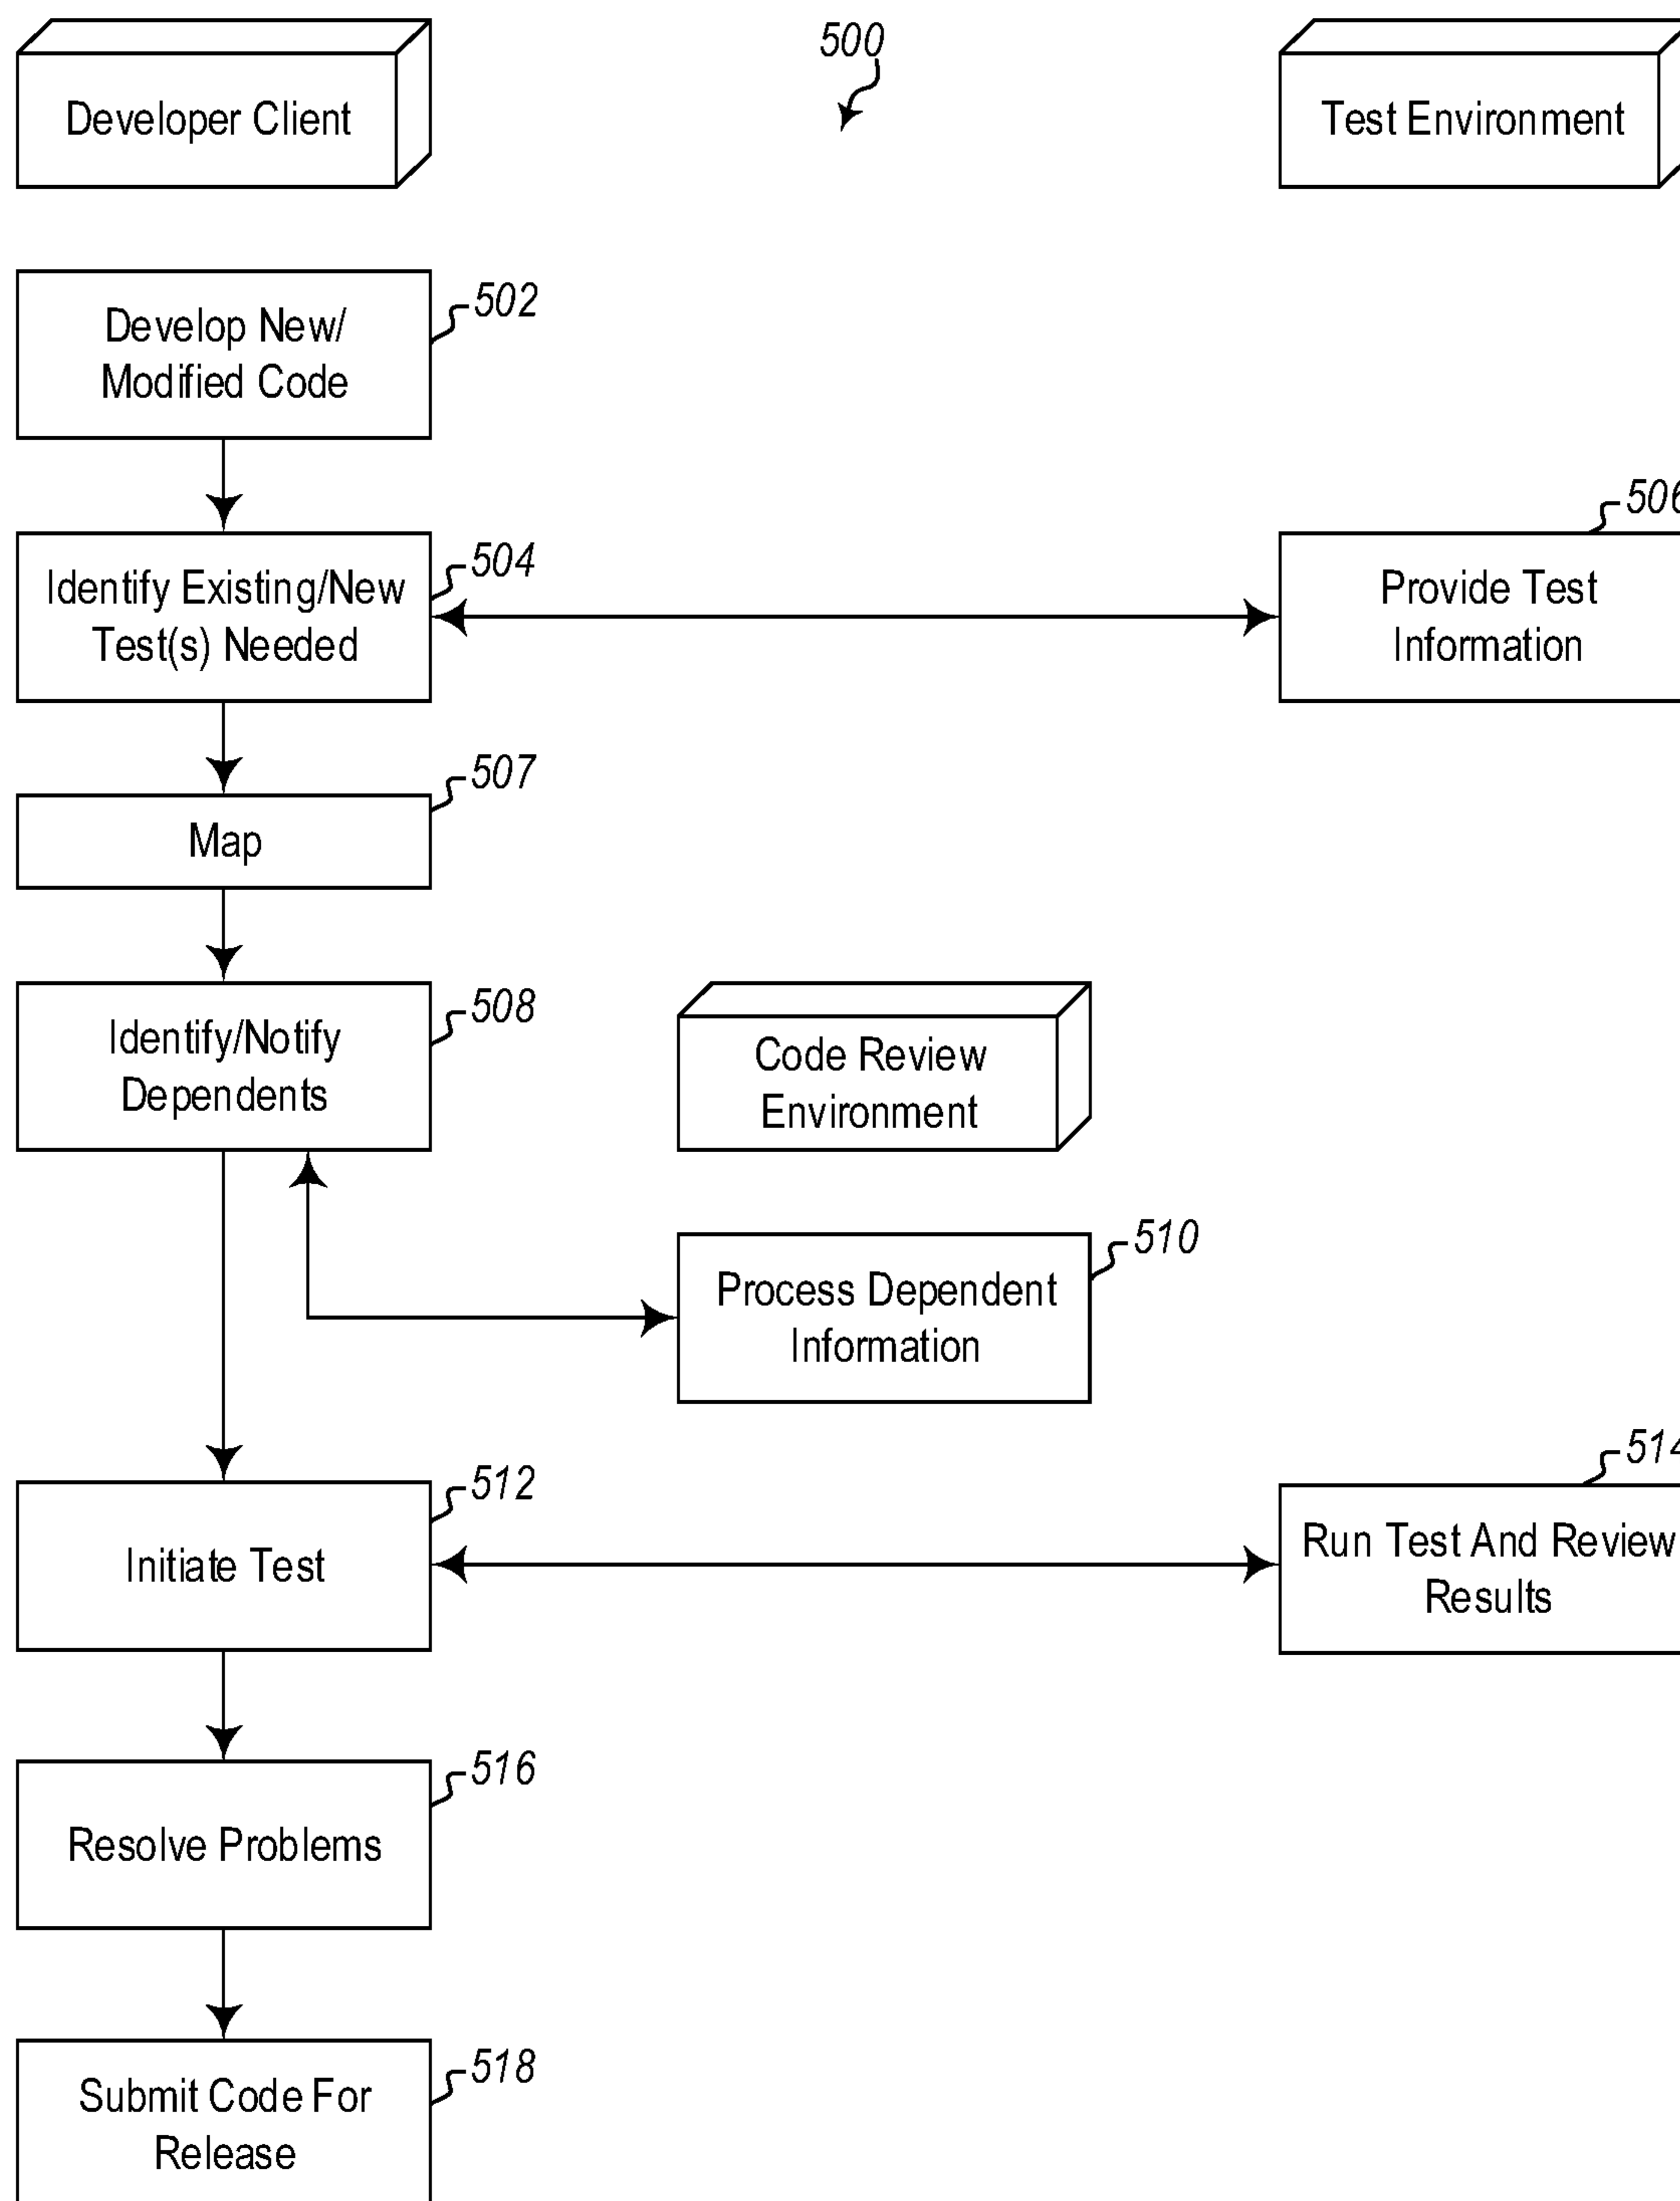 Developer Client
500
Test Environment
Develop New/
Modified Code
502
Identify Existing/New
Test(s) Needed
504
Provide Test
Information
506
Map
507
Identify/Notify
Dependents
508
Code Review
Environment
Process Dependent
Information
510
Initiate Test
512
Run Test And Review
Results
514
Resolve Problems
516
Submit Code For
Release
518